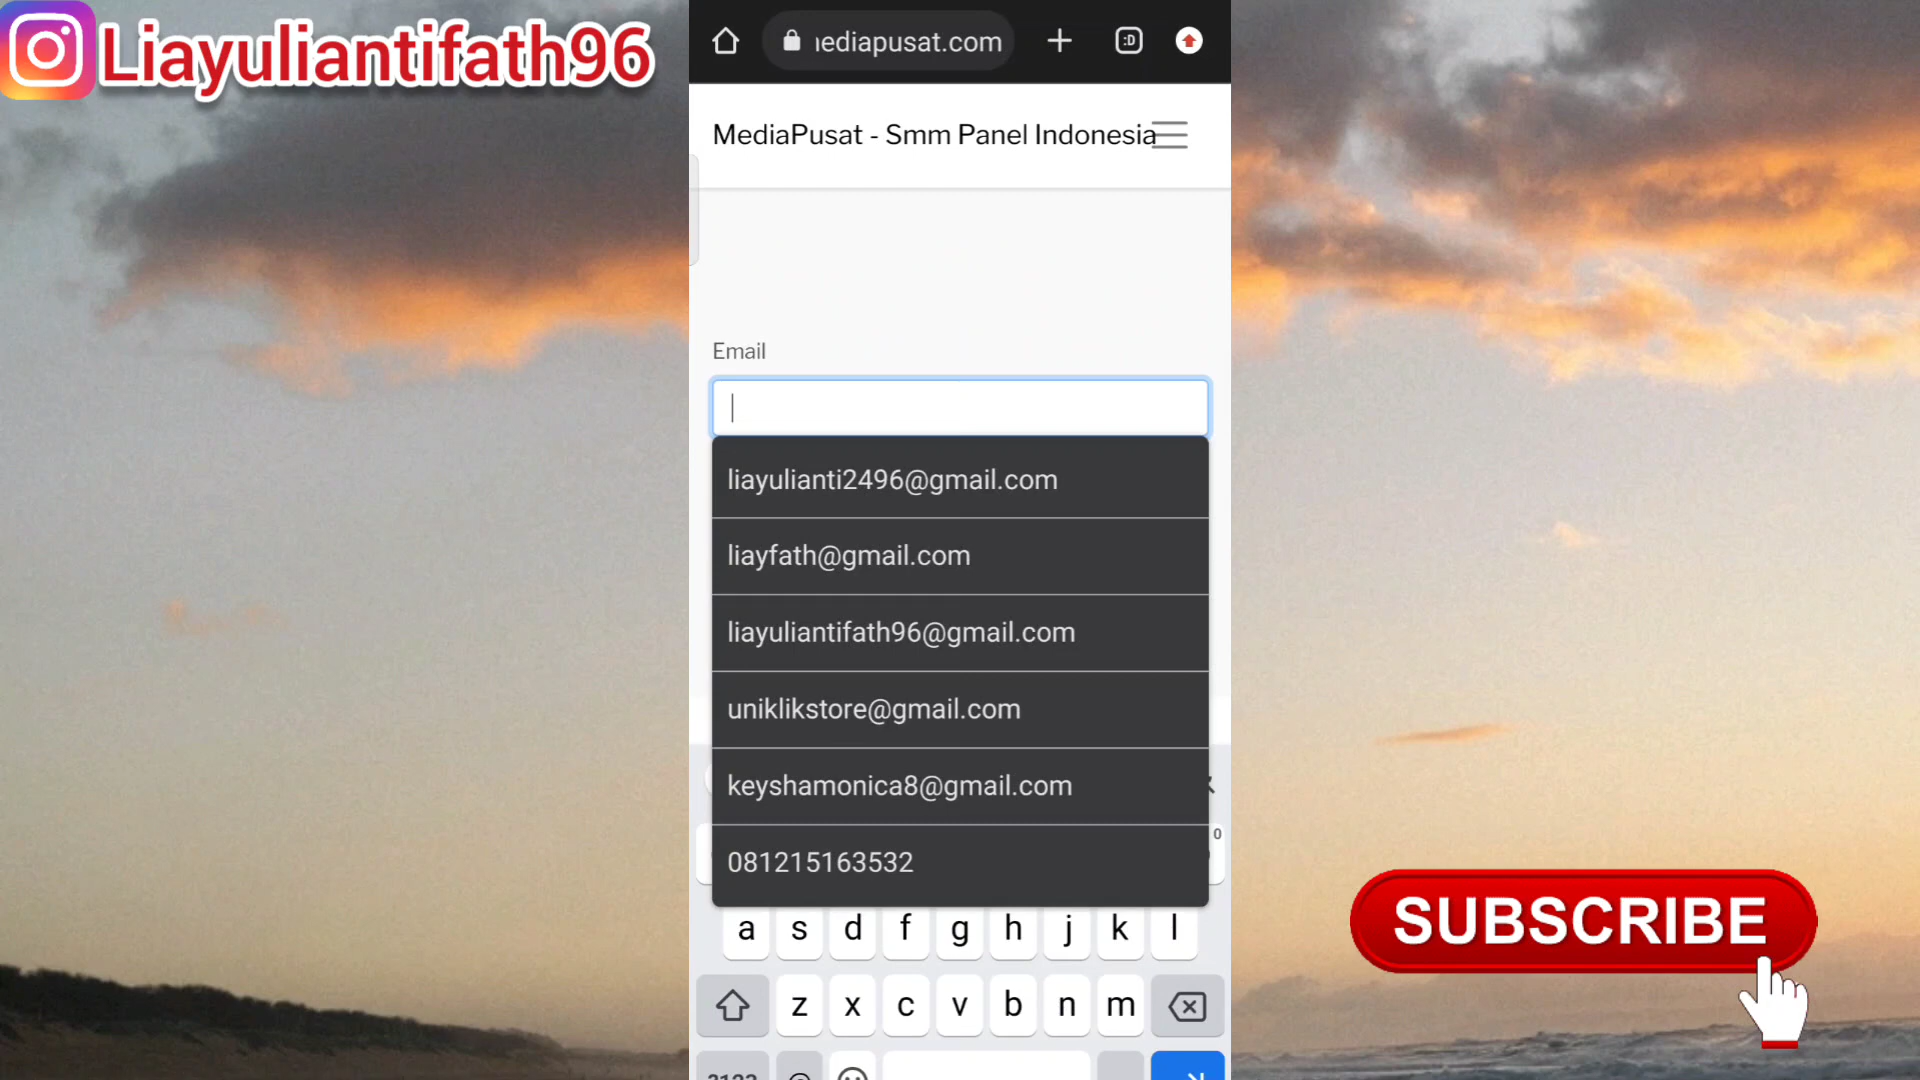 Liayuliantifath96
ediapusat.com
:D
MediaPusat - Smm Panel Indonesia
Email
liayulianti2496@gmail.com
liayfath@gmail.com
liayuliantifath96@gmail.com
uniklikstore@gmail.com
keyshamonica8@gmail.com
081215163532
0
a s d f g h j k l
z x c v b n m
SUBSCRIBE